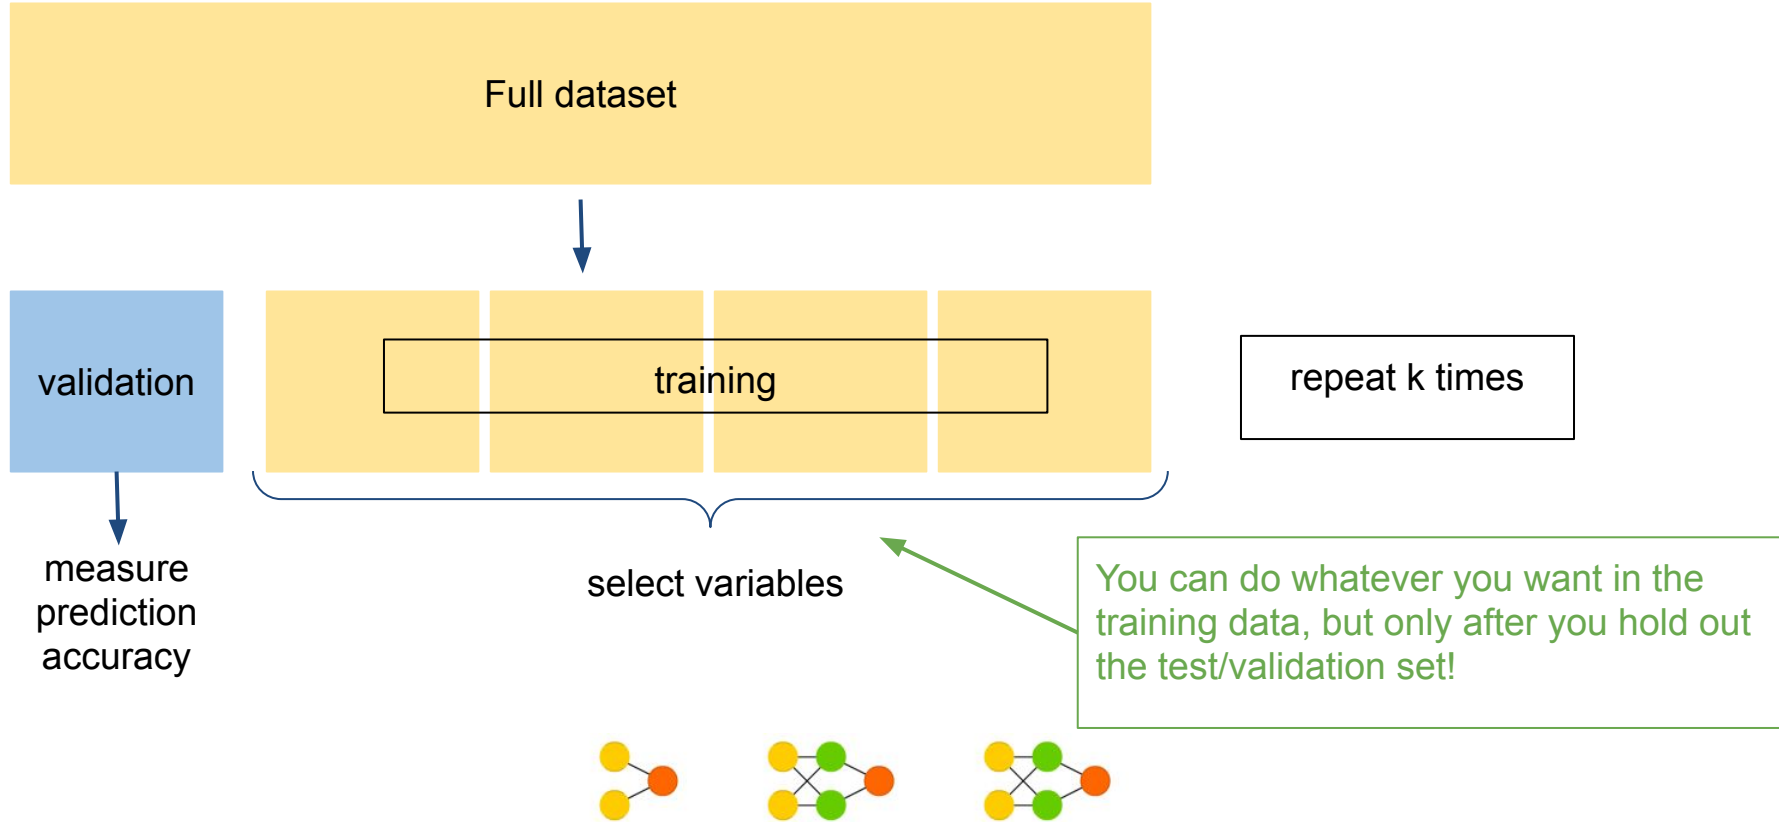 Full dataset
validation
training
repeat k times
measure
prediction
accuracy
select variables
You can do whatever you want in the
training data, but only after you hold out
the test/validation set!